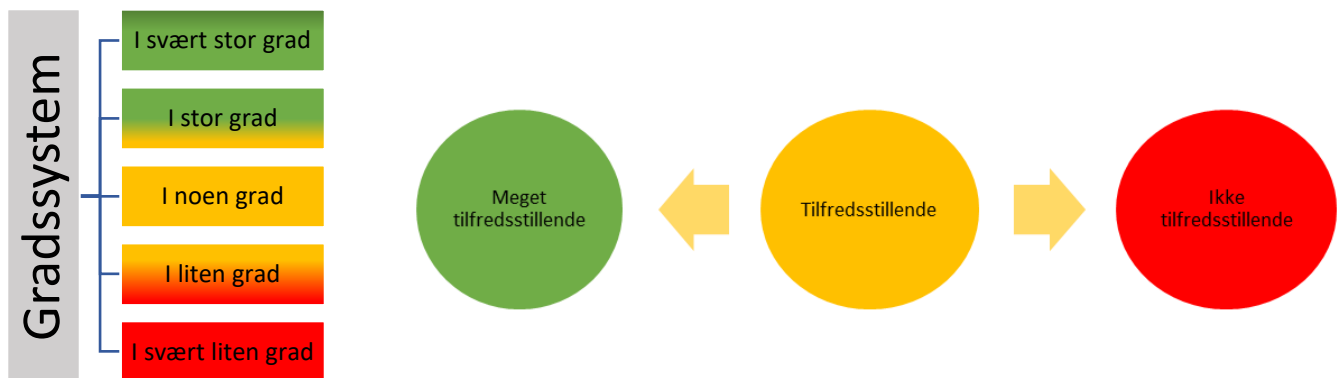 Gradssystem
I svært stor grad
I stor grad
I noen grad
I liten grad
I svært liten grad
Meget
tilfredsstillende
Tilfredsstillende
Ikke
tilfredsstillende